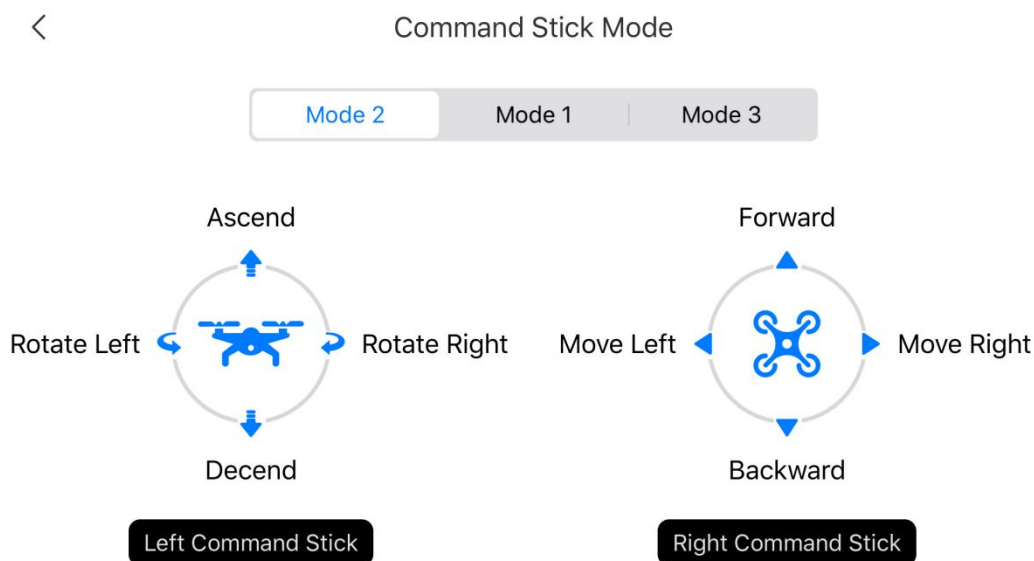 Command Stick Mode
Mode 2 Mode 1 Mode 3
Ascend Forward
Rotate Left Rotate Right Move Left Move Right
Decend Backward
Left Command Stick Right Command Stick